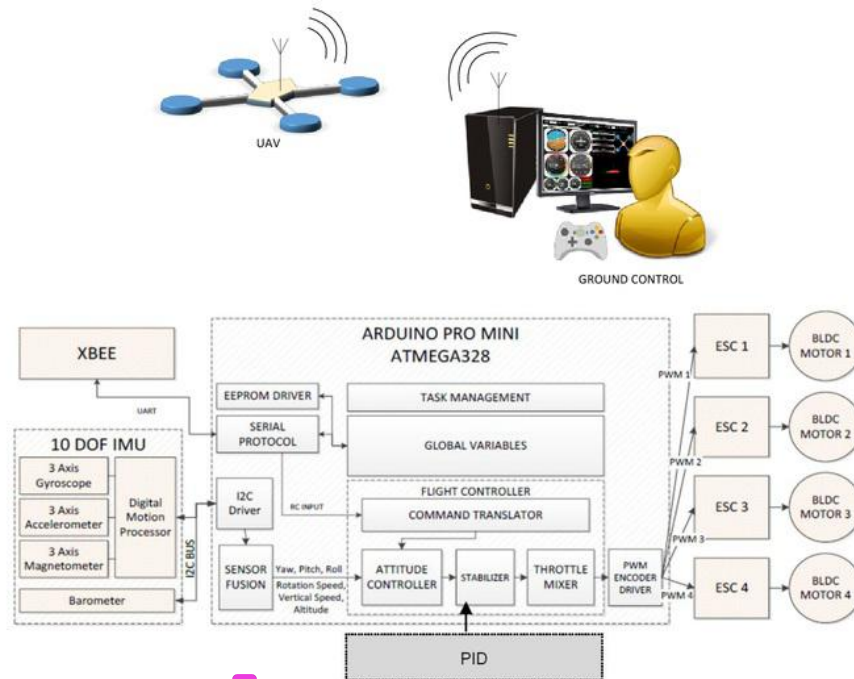 UAV
GROUND CONTROL
ARDUINO PRO MINI
ATMEGA328
XBEE
UART
EEPROM DRIVER
TASK MANAGEMENT
SERIAL
PROTOCOL
GLOBAL VARIABLES
10 DOF IMU
3 Axis
Gyroscope
3 Axis
Accelerometer
3 Axis
Magnetometer
Digital
Motion
Processor
Barometer
I2C BUS
I2C
Driver
RC INPUT
FLIGHT CONTROLLER
COMMAND TRANSLATOR
SENSOR
FUSION
Yaw, Pitch, Roll
Rotation Speed,
Vertical Speed,
Altitude
ATTITUDE
CONTROLLER
STABILIZER
THROTTLE
MIXER
PWM
ENCODER
DRIVER
PID
PWM 1
PWM 2
PWM 3
PWM 4
ESC 1
BLDC
MOTOR 1
ESC 2
BLDC
MOTOR 2
ESC 3
BLDC
MOTOR 3
ESC 4
BLDC
MOTOR 4